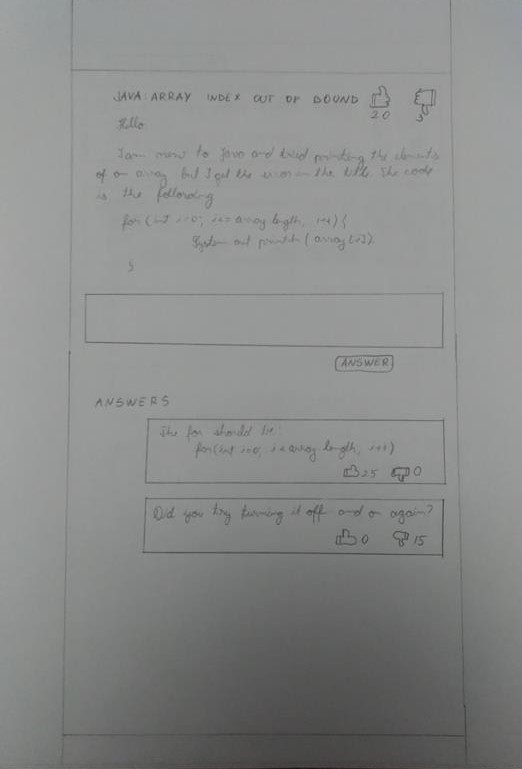 JAVA: ARRAY INDEX OUT OF BOUND
20 5
Hello
I am new to Java and tried printing the elements
of an array but I get the error in the title. The code
is the following
for (int i=0; i<= array length, i++) {
System out println (array [i]).
}
ANSWER
ANSWERS
The for should be:
for (int i=0; i < array length, i++)
25 0
Did you try turning it off and on again?
0 15